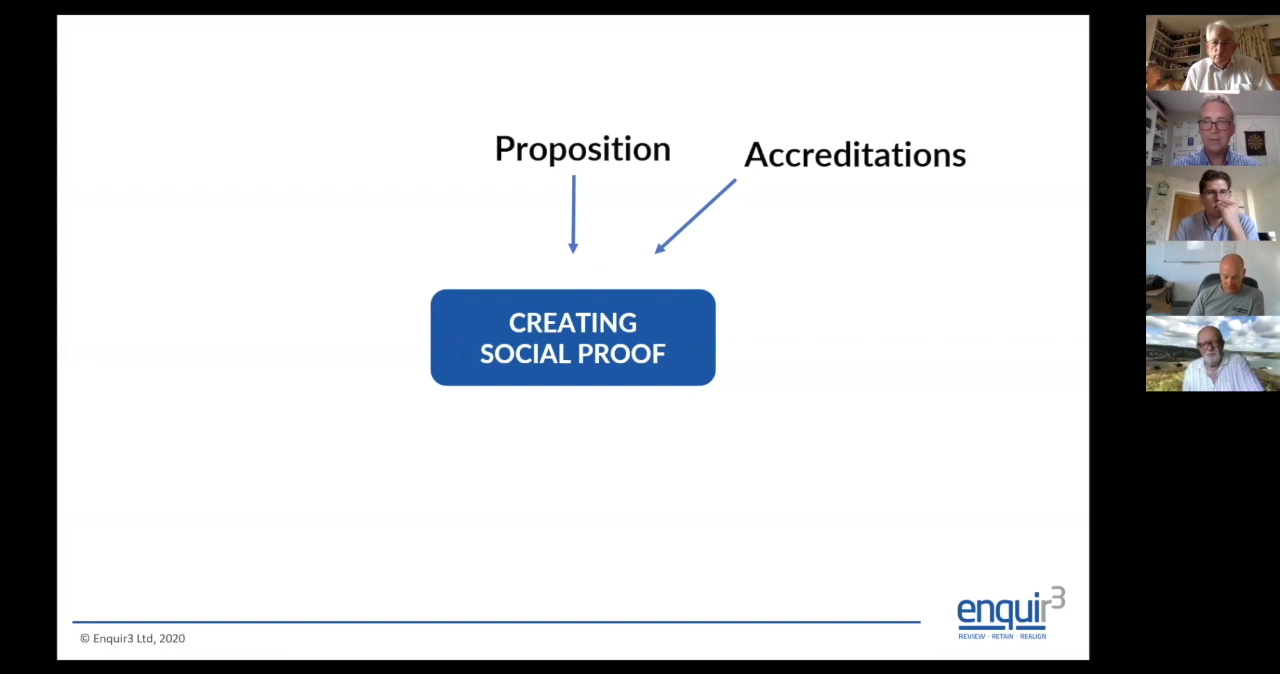 Proposition
Accreditations
CREATING
SOCIAL PROOF
enquir3
REVIEW · RETAIN · REALIGN
© Enquir3 Ltd, 2020